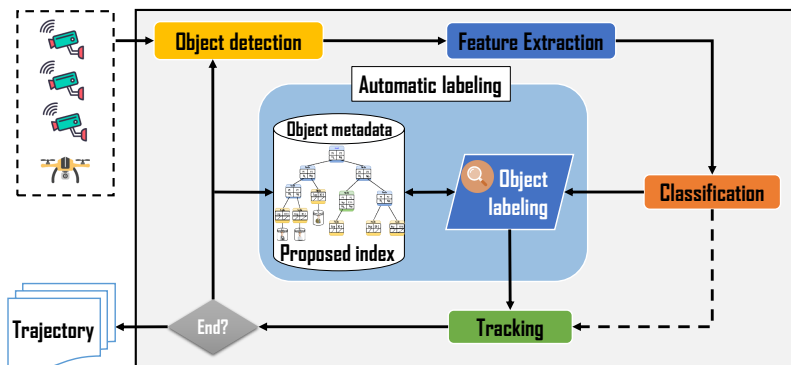 Object detection
Feature Extraction
Automatic labeling
Object metadata
Object
labeling
Classification
Proposed index
Trajectory
End?
Tracking